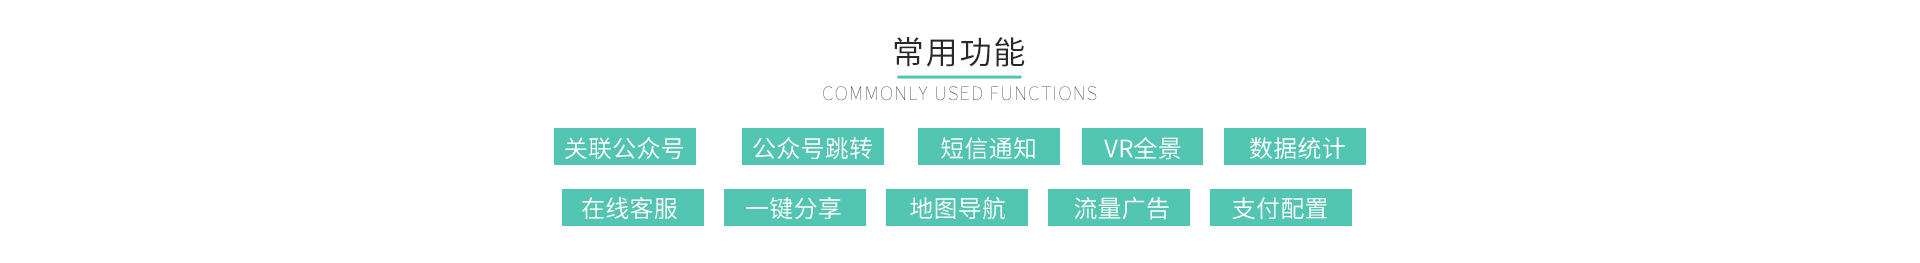 常用功能
COMMONLY USED FUNCTIONS
关联公众号 公众号跳转 短信通知 VR全景 数据统计
在线客服 一键分享 地图导航 流量广告 支付配置